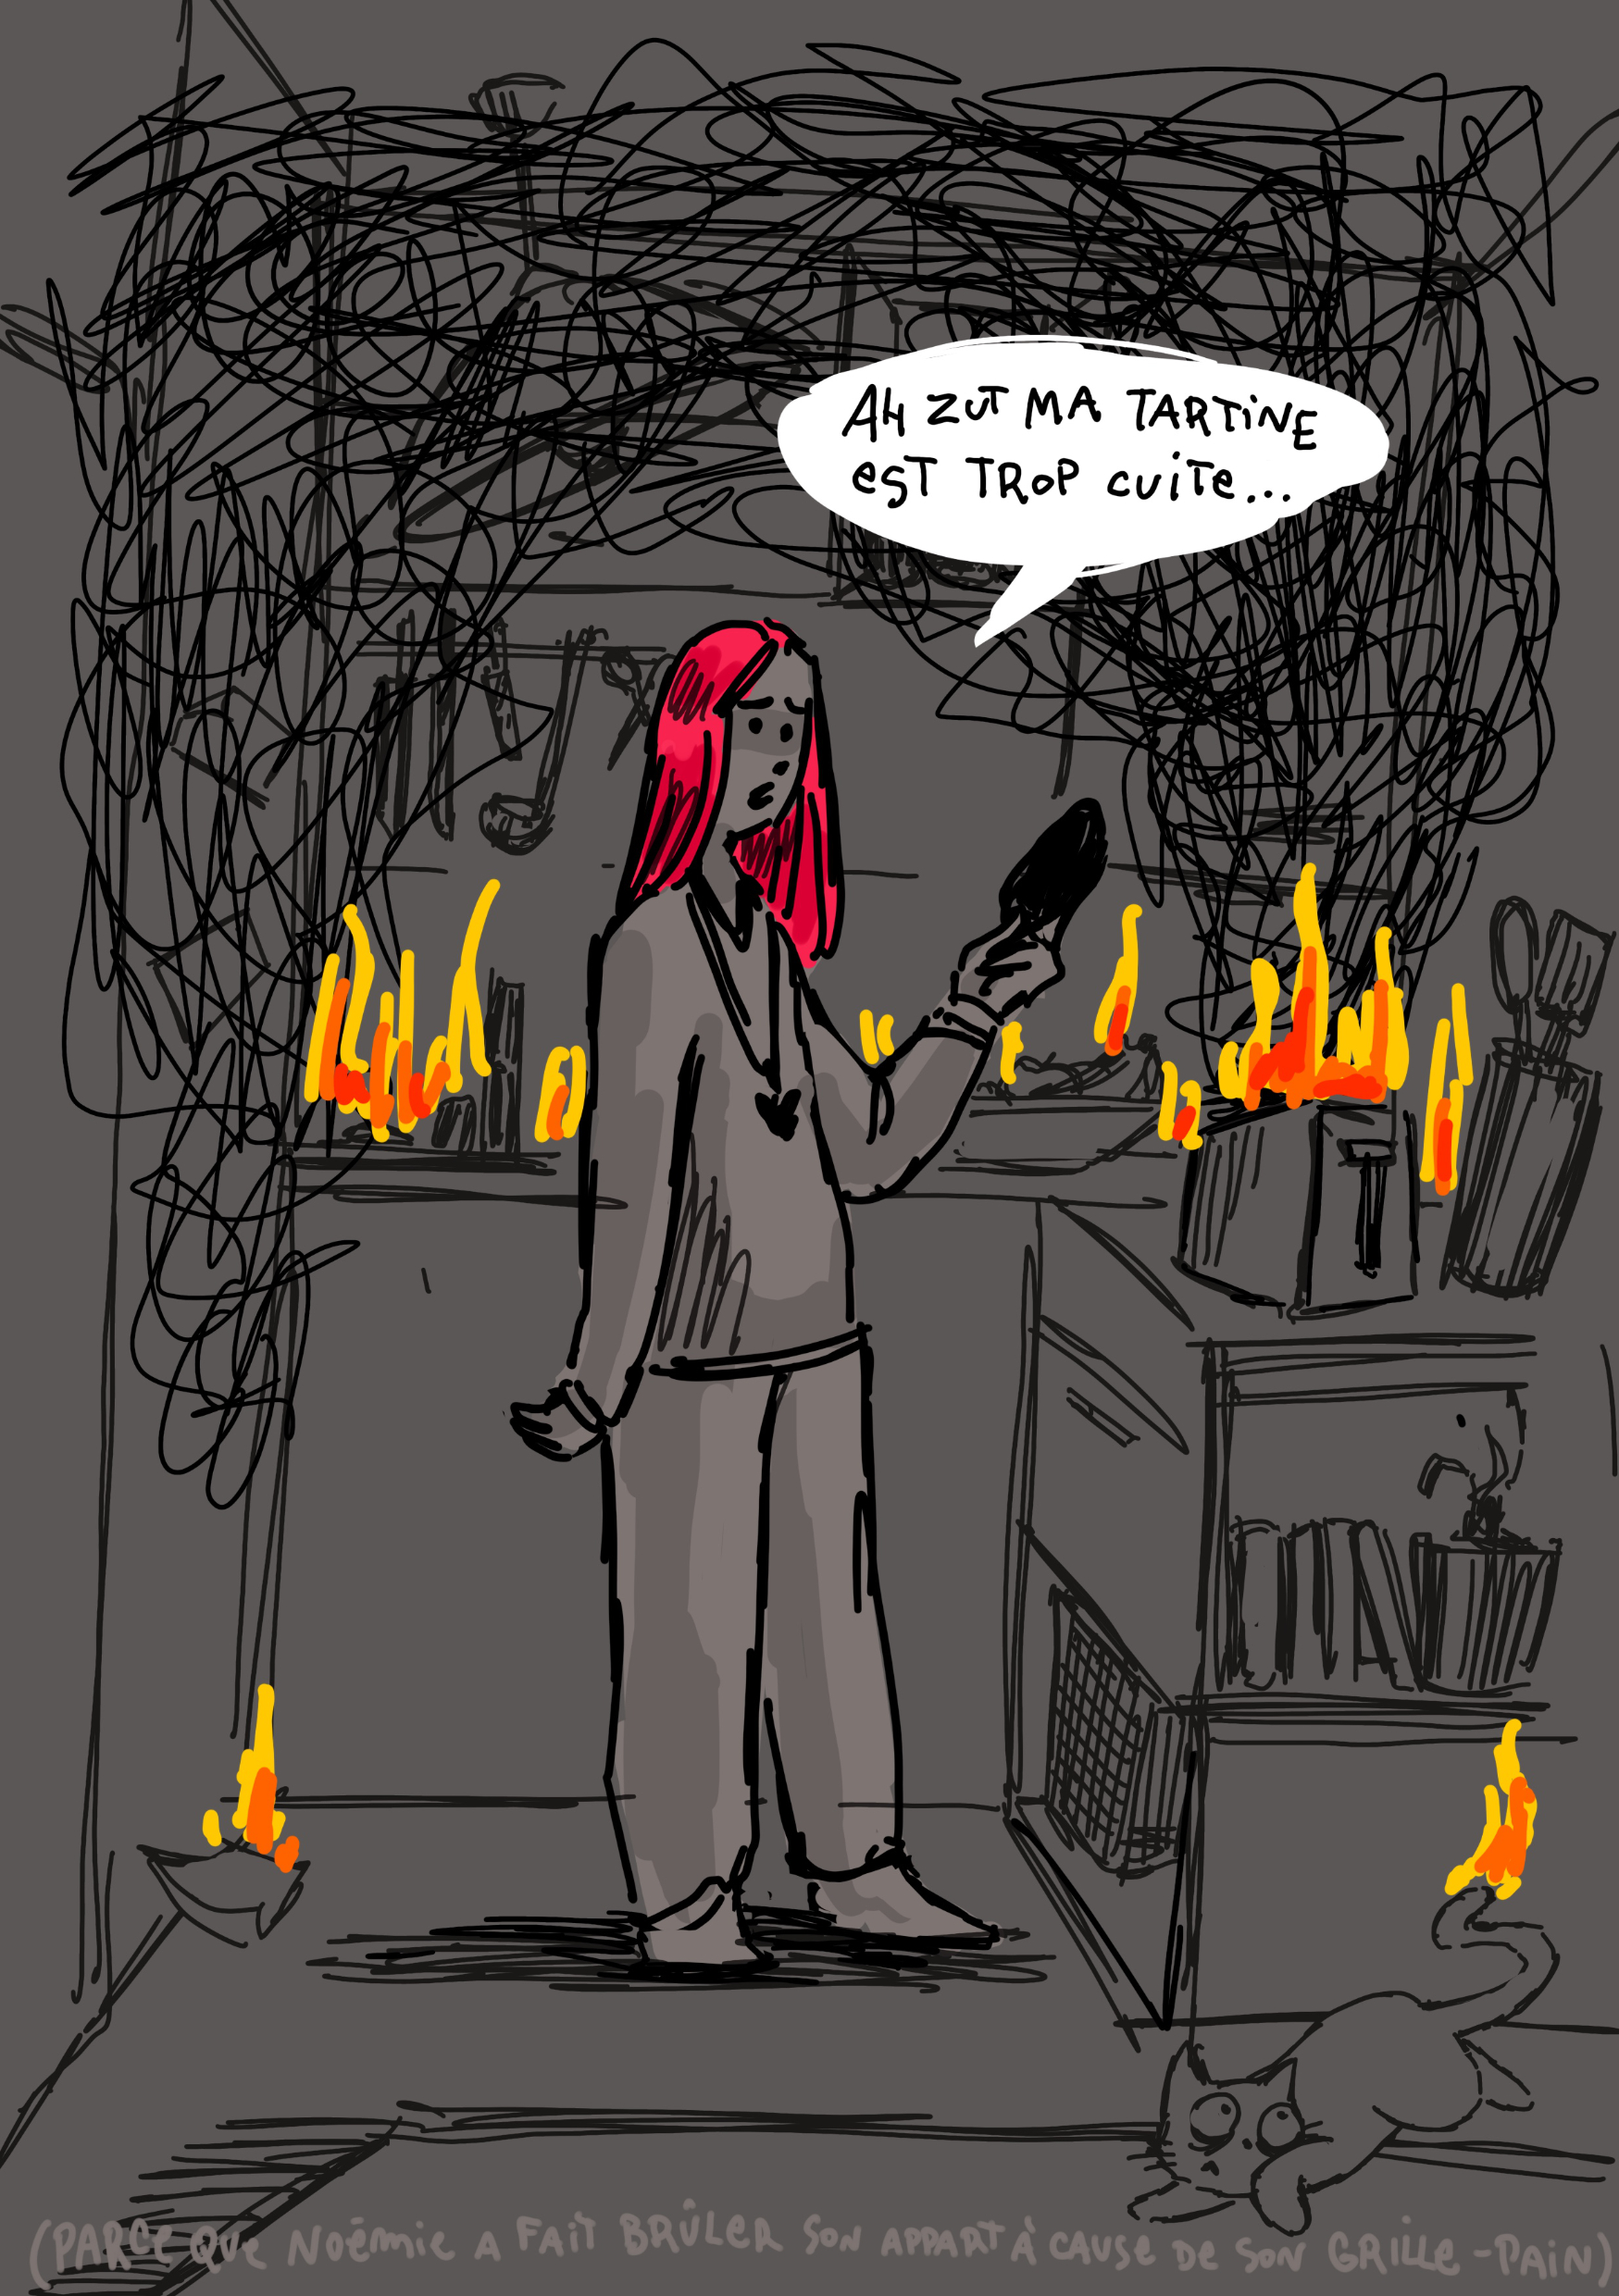 AH ZUT MA TARTINE
EST TROP CUITE...
(PARCE QUE NOÉMIE A FAIT BRÛLER SON APPART À CAUSE DE SON GRILLE-PAIN)